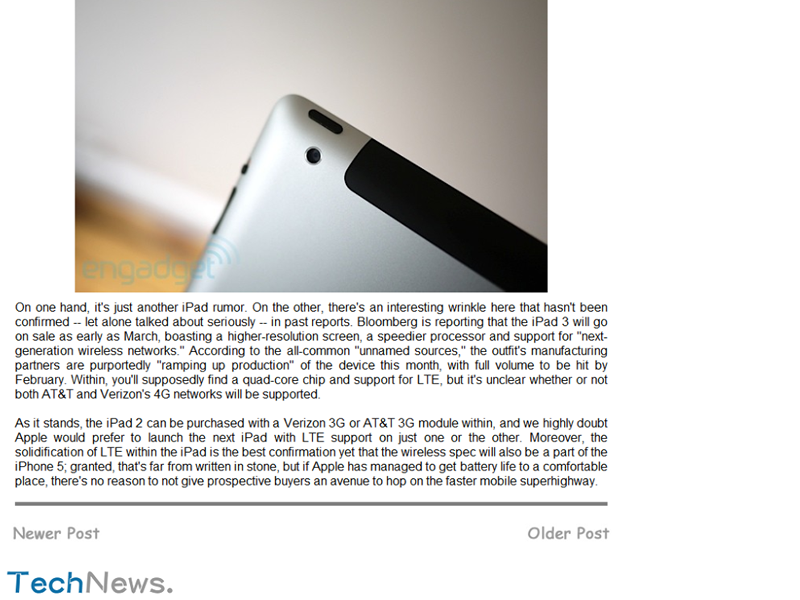 engadget
On one hand, it's just another iPad rumor. On the other, there's an interesting wrinkle here that hasn't been
confirmed -- let alone talked about seriously -- in past reports. Bloomberg is reporting that the iPad 3 will go
on sale as early as March, boasting a higher-resolution screen, a speedier processor and support for "next-
generation wireless networks." According to the all-common "unnamed sources," the outfit's manufacturing
partners are purportedly "ramping up production" of the device this month, with full volume to be hit by
February. Within, you'll supposedly find a quad-core chip and support for LTE, but it's unclear whether or not
both AT&T and Verizon's 4G networks will be supported.
As it stands, the iPad 2 can be purchased with a Verizon 3G or AT&T 3G module within, and we highly doubt
Apple would prefer to launch the next iPad with LTE support on just one or the other. Moreover, the
solidification of LTE within the iPad is the best confirmation yet that the wireless spec will also be a part of the
iPhone 5; granted, that's far from written in stone, but if Apple has managed to get battery life to a comfortable
place, there's no reason to not give prospective buyers an avenue to hop on the faster mobile superhighway.
Newer Post Older Post
TechNews.